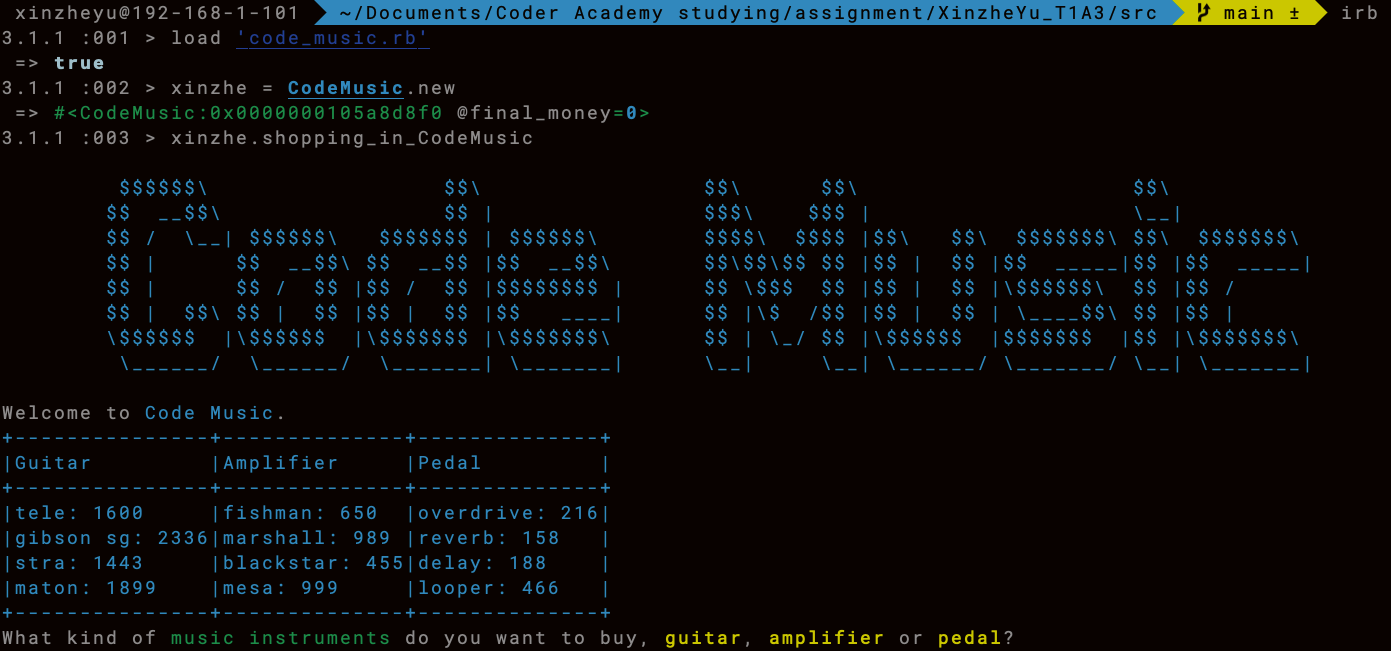 xinzheyu@192-168-1-101 ~/Documents/Coder Academy studying/assignment/XinzheYu_T1A3/src main ± irb
3.1.1 :001 > load 'code_music.rb'
 => true
3.1.1 :002 > xinzhe = CodeMusic.new
 => #<CodeMusic:0x0000000105a8d8f0 @final_money=0>
3.1.1 :003 > xinzhe.shopping_in_CodeMusic
Code Music
Welcome to Code Music.
+---------------+--------------+--------------+
|Guitar         |Amplifier     |Pedal         |
+---------------+--------------+--------------+
|tele: 1600     |fishman: 650  |overdrive: 216|
|gibson sg: 2336|marshall: 989 |reverb: 158   |
|stra: 1443     |blackstar: 455|delay: 188    |
|maton: 1899    |mesa: 999     |looper: 466   |
+---------------+--------------+--------------+
What kind of music instruments do you want to buy, guitar, amplifier or pedal?